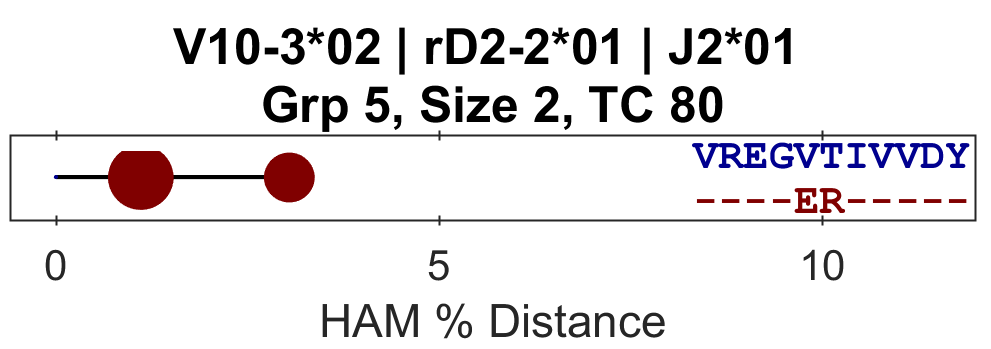 V10-3*02 | rD2-2*01 | J2*01
Grp 5, Size 2, TC 80
VREGVTIVVDY
----ER-----
0 5 10
HAM % Distance